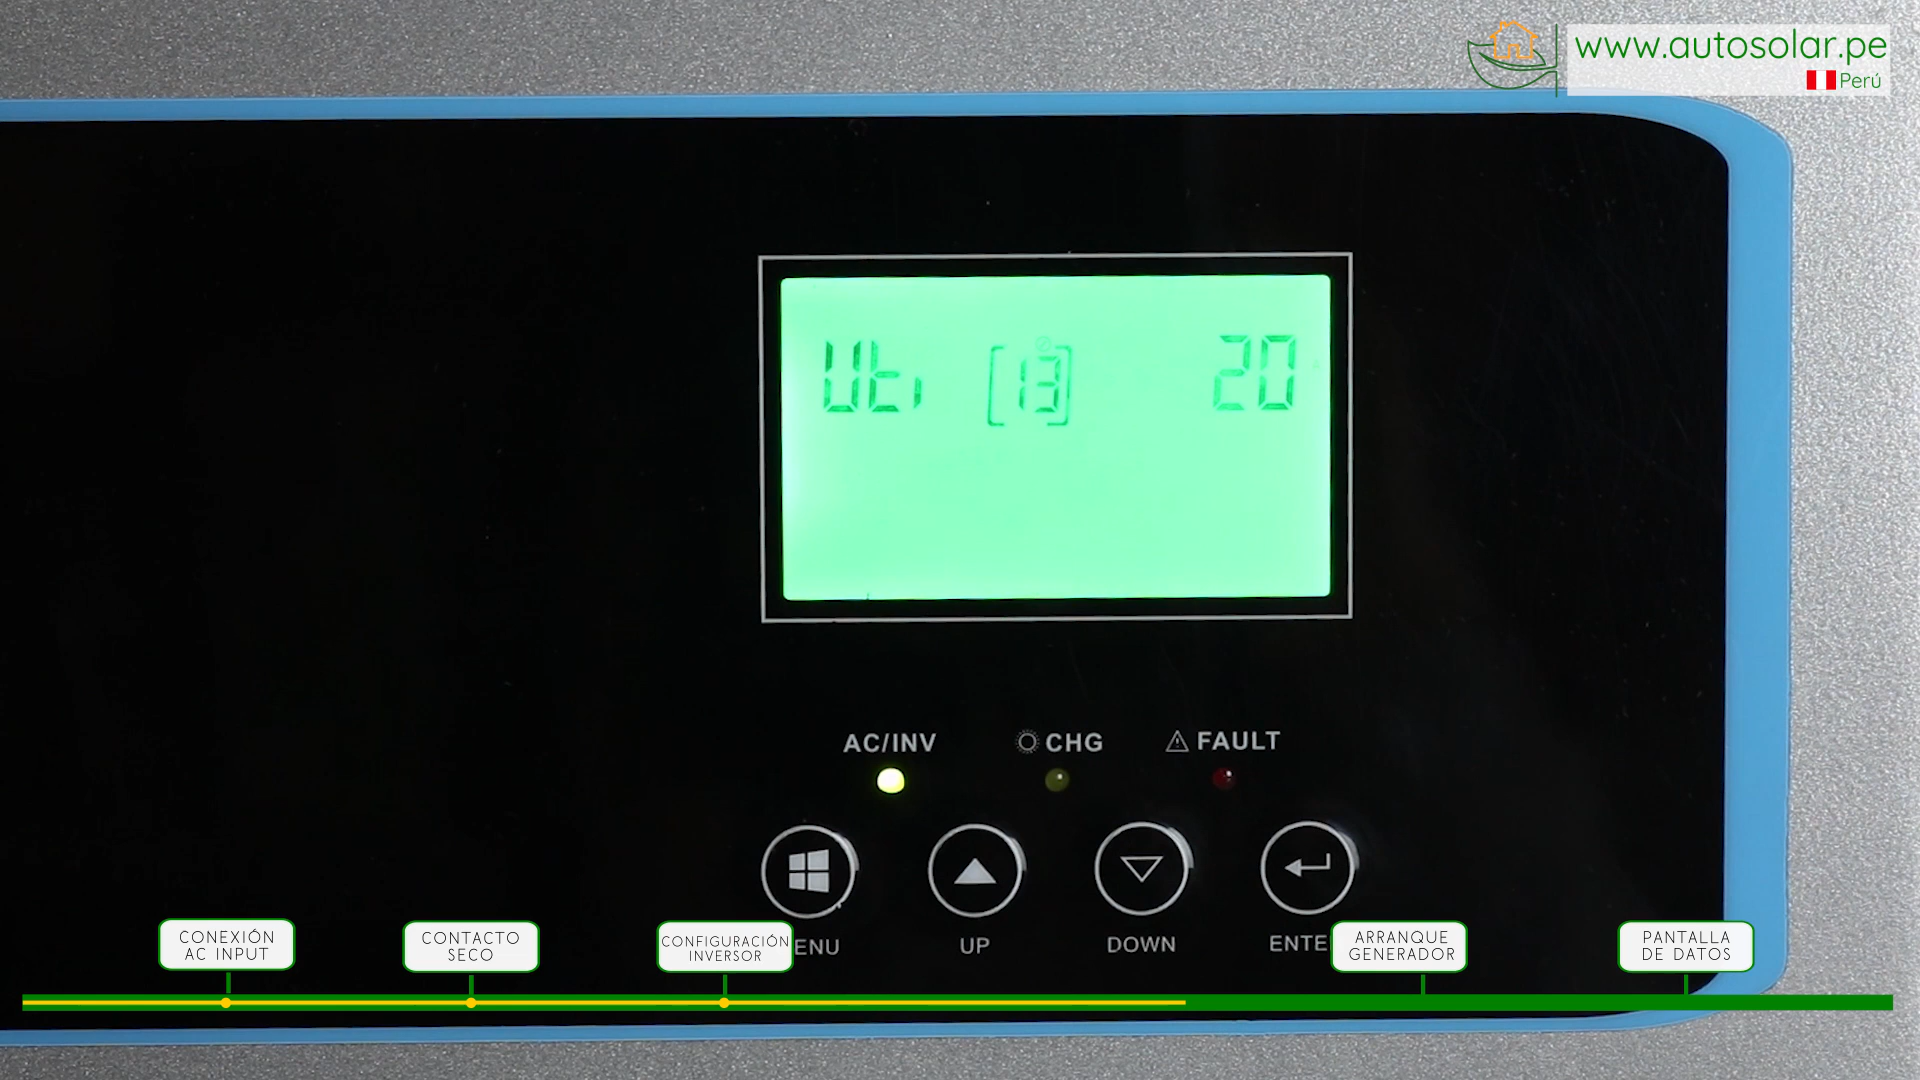 www.autosolar.pe
Perú
Uti [13] 20
AC/INV CHG FAULT
ENU UP DOWN ENTE
CONEXIÓN
AC INPUT
CONTACTO
SECO
CONFIGURACIÓN
INVERSOR
ARRANQUE
GENERADOR
PANTALLA
DE DATOS